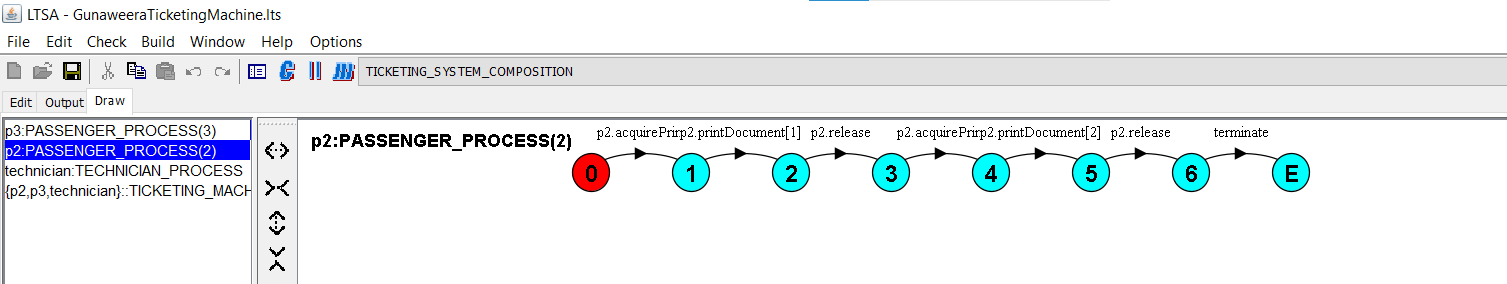 LTSA - GunaweeraTicketingMachine.lts
File Edit Check Build Window Help Options
TICKETING_SYSTEM_COMPOSITION
Edit Output Draw
p3:PASSENGER_PROCESS(3)
p2:PASSENGER_PROCESS(2)
technician:TECHNICIAN_PROCESS
{p2,p3,technician}::TICKETING_MACH
p2:PASSENGER_PROCESS(2)
p2.acquirePrirp2.printDocument[1] p2.release p2.acquirePrirp2.printDocument[2] p2.release terminate
0 1 2 3 4 5 6 E